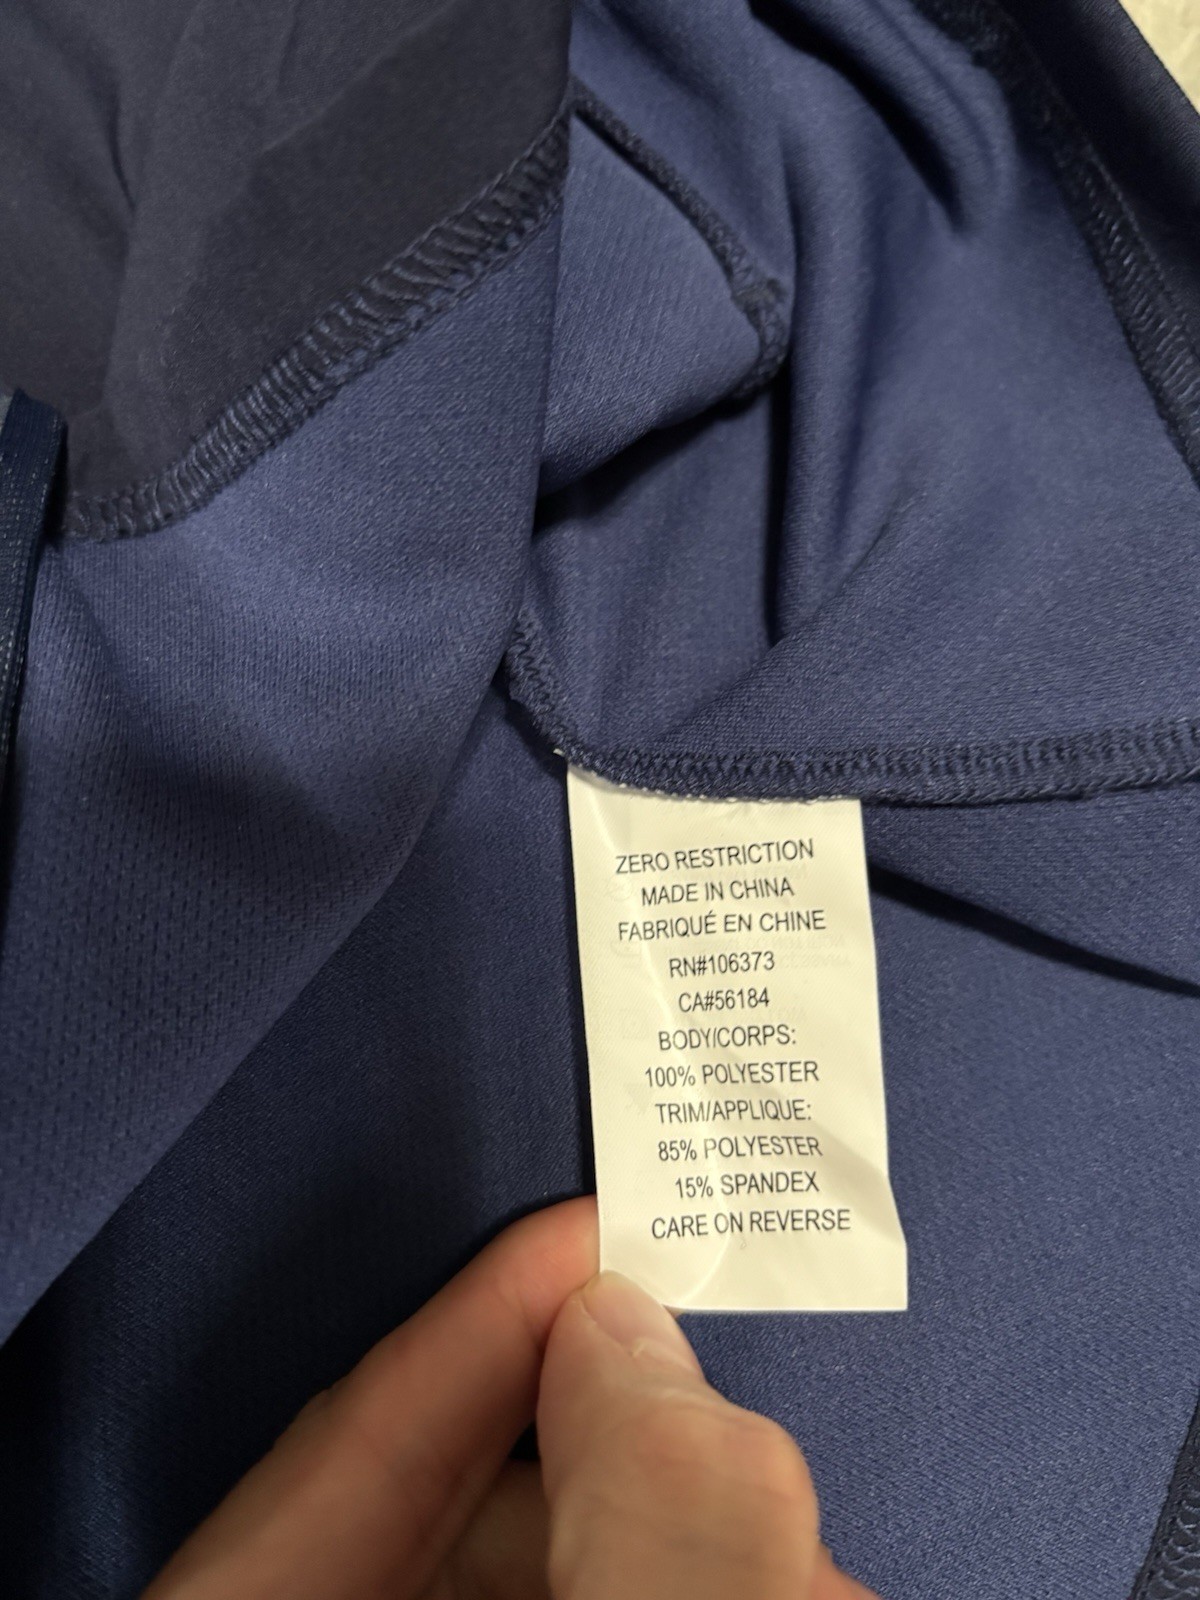 ZERO RESTRICTION
MADE IN CHINA
FABRIQUÉ EN CHINE
RN#106373
CA#56184
BODY/CORPS:
100% POLYESTER
TRIM/APPLIQUE:
85% POLYESTER
15% SPANDEX
CARE ON REVERSE